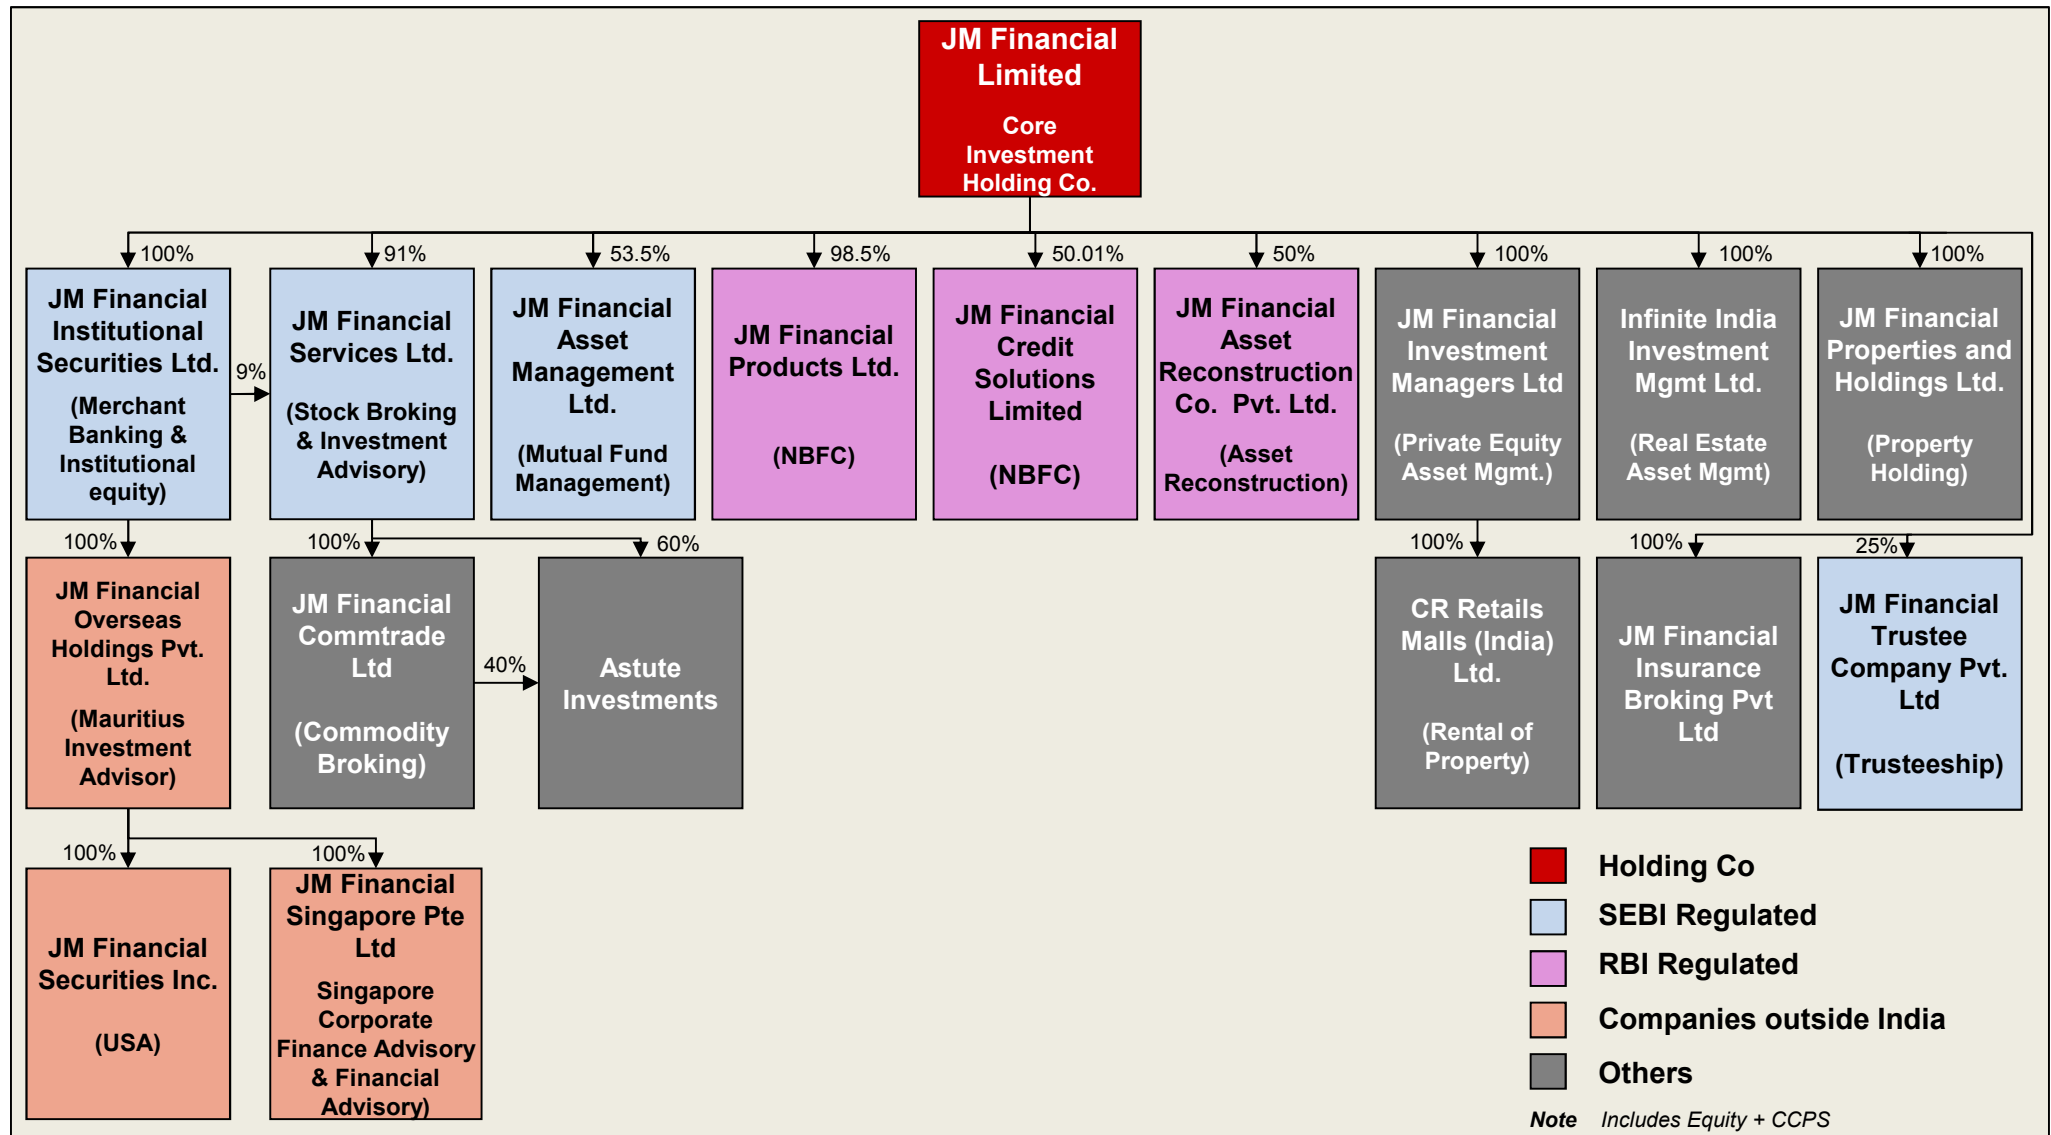 JM Financial
Limited
Core
Investment
Holding Co.
100%
91%
53.5%
98.5%
50.01%
50%
100%
100%
100%
JM Financial
Institutional
Securities Ltd.
(Merchant
Banking &
Institutional
equity)
9%
JM Financial
Services Ltd.
(Stock Broking
& Investment
Advisory)
JM Financial
Asset
Management
Ltd.
(Mutual Fund
Management)
JM Financial
Products Ltd.
(NBFC)
JM Financial
Credit
Solutions
Limited
(NBFC)
JM Financial
Asset
Reconstruction
Co. Pvt. Ltd.
(Asset
Reconstruction)
JM Financial
Investment
Managers Ltd
(Private Equity
Asset Mgmt.)
Infinite India
Investment
Mgmt Ltd.
(Real Estate
Asset Mgmt)
JM Financial
Properties and
Holdings Ltd.
(Property
Holding)
100%
100%
60%
100%
100%
25%
JM Financial
Overseas
Holdings Pvt.
Ltd.
(Mauritius
Investment
Advisor)
JM Financial
Commtrade
Ltd
(Commodity
Broking)
40%
Astute
Investments
CR Retails
Malls (India)
Ltd.
(Rental of
Property)
JM Financial
Insurance
Broking Pvt
Ltd
JM Financial
Trustee
Company Pvt.
Ltd
(Trusteeship)
100%
100%
JM Financial
Securities Inc.
(USA)
JM Financial
Singapore Pte
Ltd
Singapore
Corporate
Finance Advisory
& Financial
Advisory)
Holding Co
SEBI Regulated
RBI Regulated
Companies outside India
Others
Note Includes Equity + CCPS